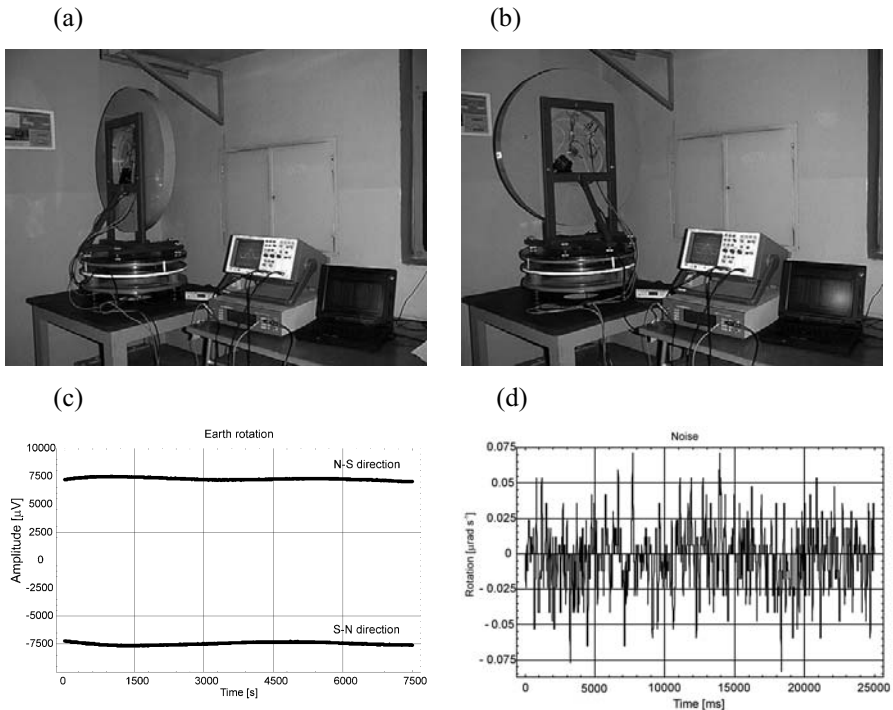 (a)
(b)
(c)
(d)
Earth rotation
Amplitude [μV]
10000
7500
5000
2500
0
-2500
-5000
-7500
N-S direction
S-N direction
0 1500 3000 4500 6000 7500
Time [s]
Noise
Rotation [μrad s⁻¹]
0.075
0.05
0.025
0
- 0.025
- 0.05
- 0.075
0 5000 10000 15000 20000 25000
Time [ms]